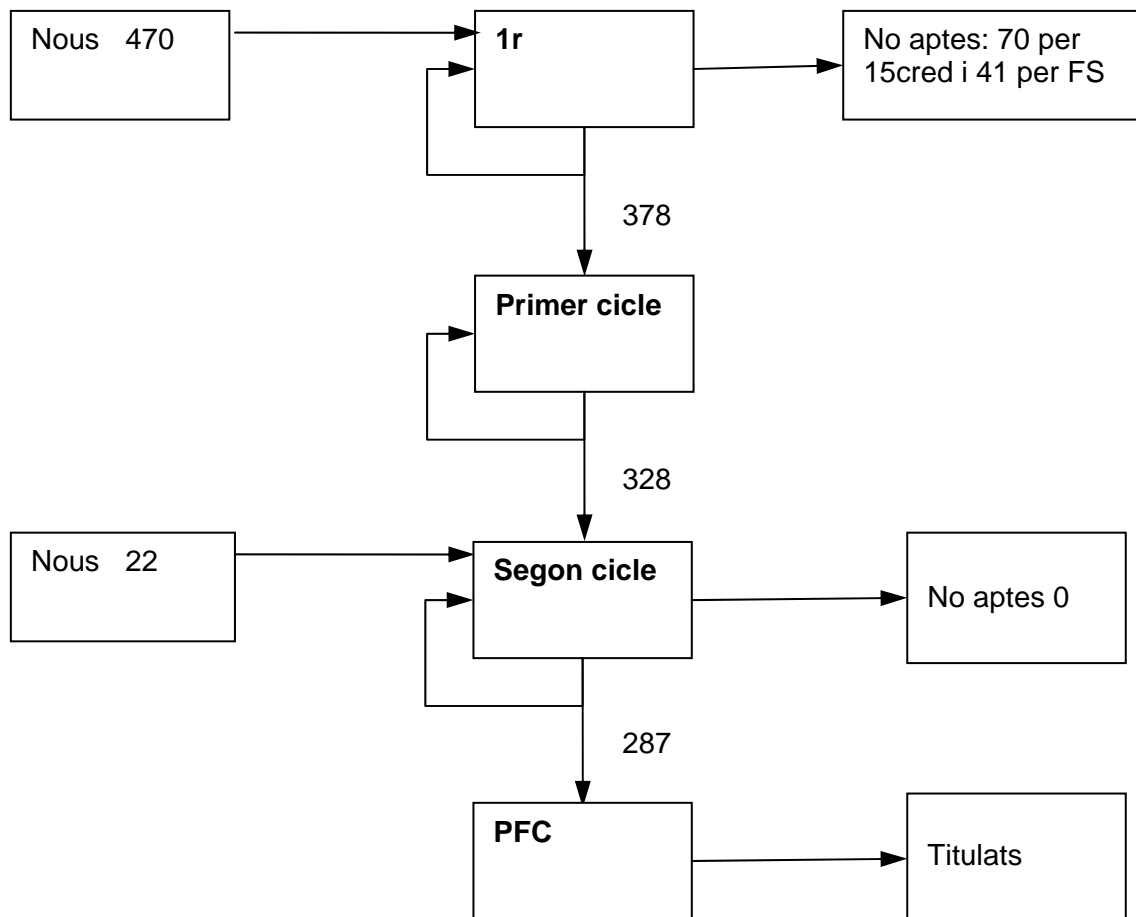 Nous 470
1r
No aptes: 70 per
15cred i 41 per FS
378
Primer cicle
328
Nous 22
Segon cicle
No aptes 0
287
PFC
Titulats